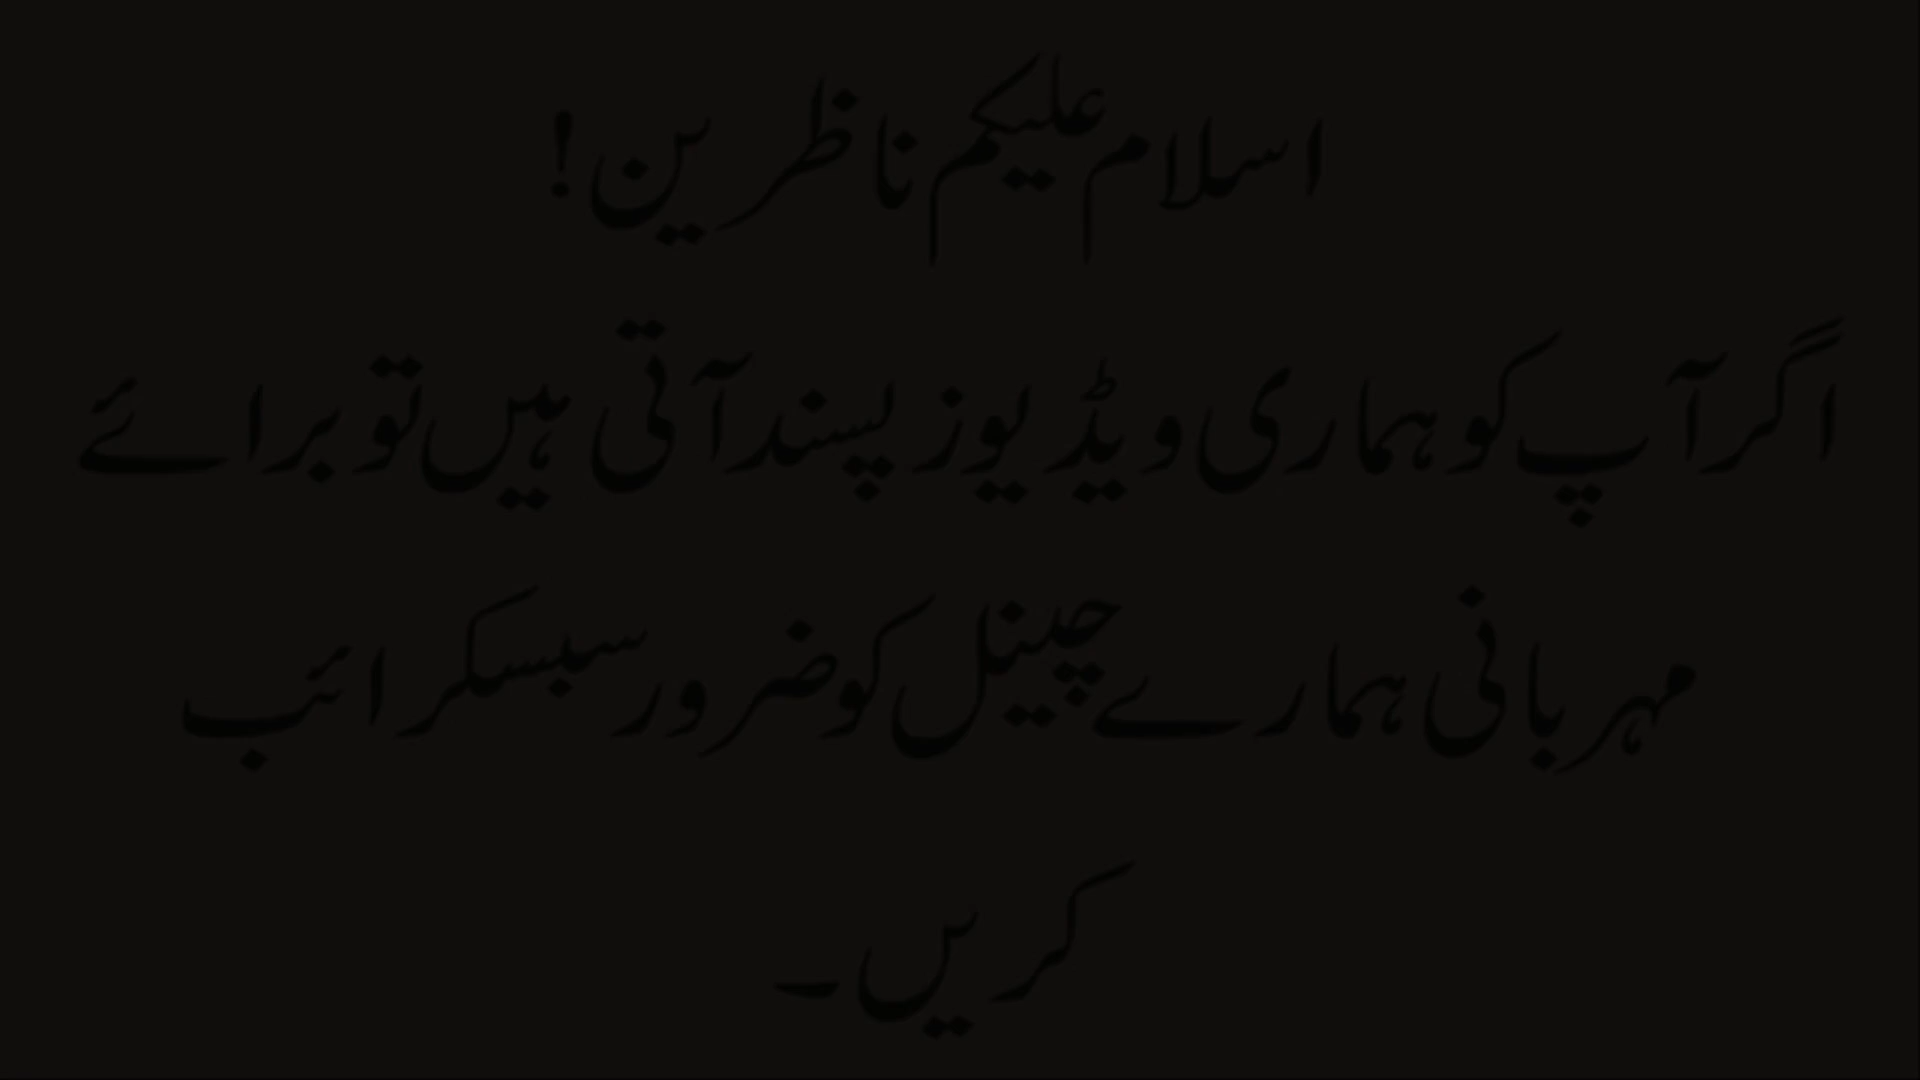 اسلام علیکم ناظرین!
اگر آپ کو ہماری ویڈیوز پسند آتی ہیں تو برائے
مہربانی ہمارے چینل کو ضرور سبسکرائب
کریں۔